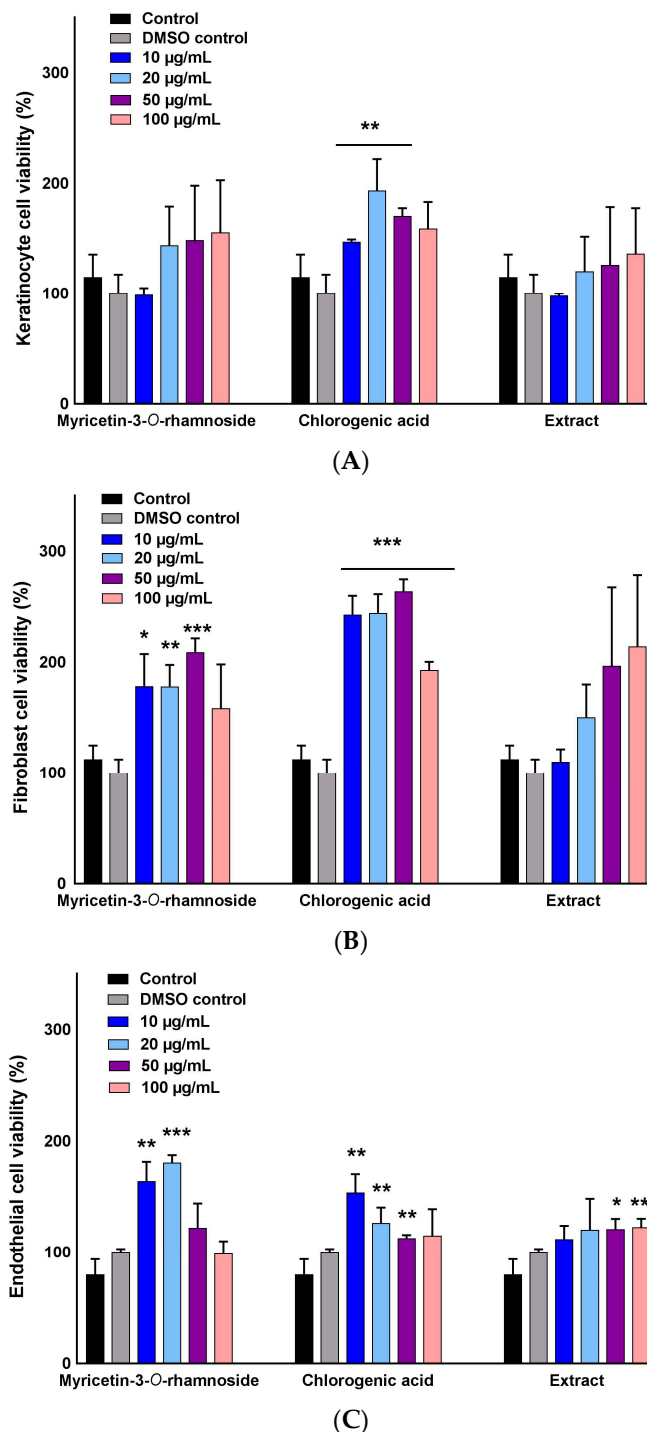 Control
DMSO control
10 µg/mL
20 µg/mL
50 µg/mL
100 µg/mL
Keratinocyte cell viability (%)
300
200
100
0
**
Myricetin-3-O-rhamnoside Chlorogenic acid Extract
(A)
Control
DMSO control
10 µg/mL
20 µg/mL
50 µg/mL
100 µg/mL
Fibroblast cell viability (%)
300
200
100
0
* ** *** ***
Myricetin-3-O-rhamnoside Chlorogenic acid Extract
(B)
Control
DMSO control
10 µg/mL
20 µg/mL
50 µg/mL
100 µg/mL
Endothelial cell viability (%)
300
200
100
0
** *** ** ** ** * **
Myricetin-3-O-rhamnoside Chlorogenic acid Extract
(C)